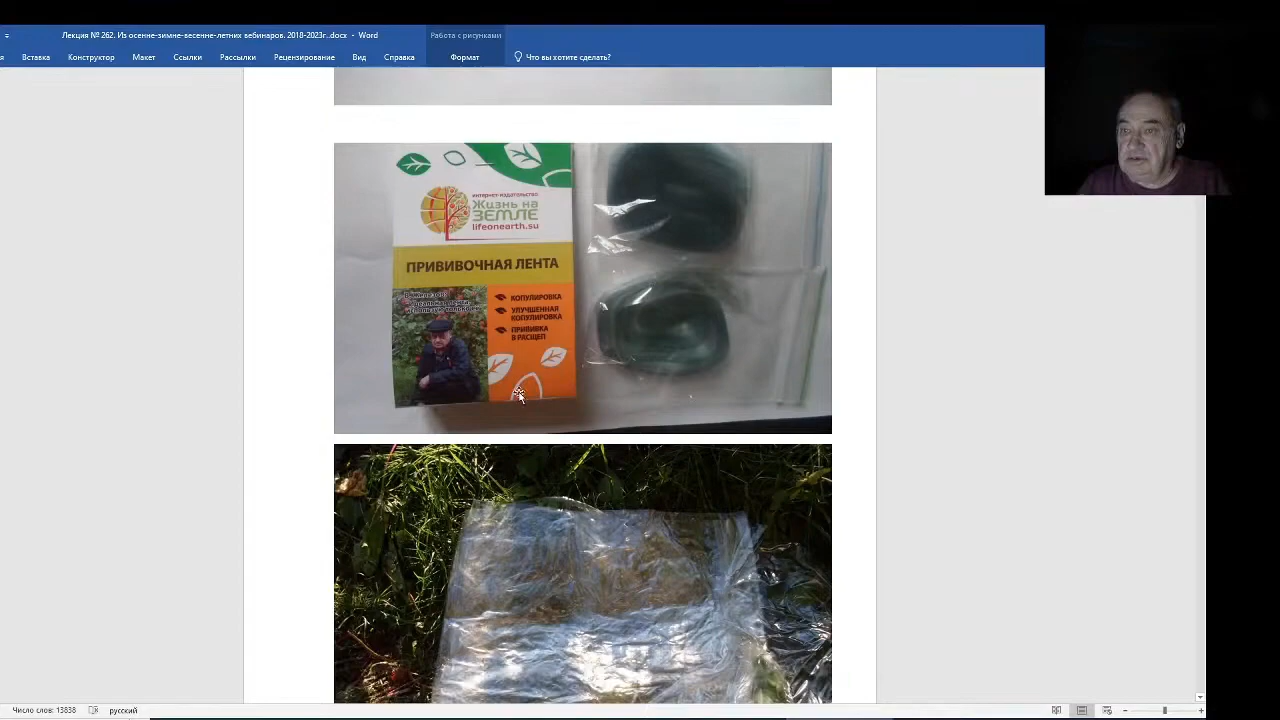 Лекция № 262. Из осенне-зимне-весенне-летних вебинаров. 2018-2023г..docx - Word
Работа с рисунками
я Вставка Конструктор Макет Ссылки Рассылки Рецензирование Вид Справка Формат Что вы хотите сделать?
интернет-издательство
Жизнь на
ЗЕМЛЕ
lifeonearth.su
ПРИВИВОЧНАЯ ЛЕНТА
КОПУЛИРОВКА
УЛУЧШЕННАЯ
КОПУЛИРОВКА
ПРИВИВКА
В РАСЩЕП
Число слов: 13838 русский